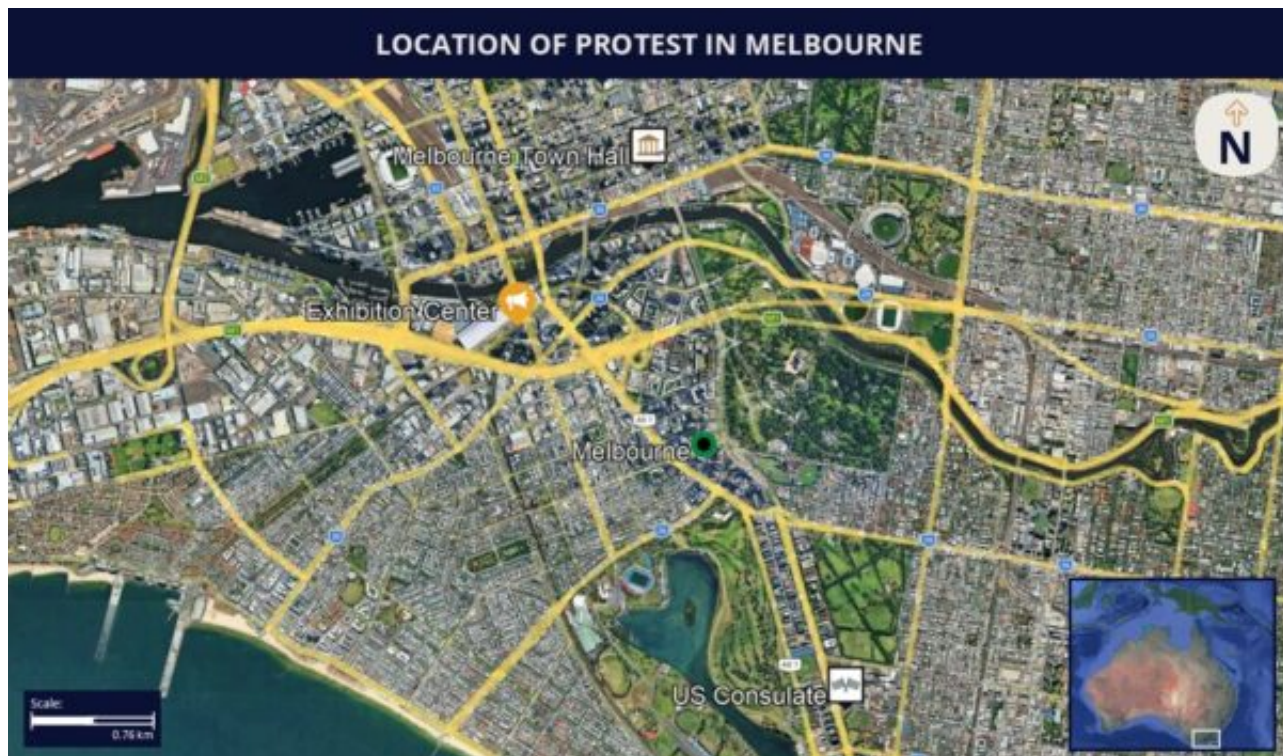 LOCATION OF PROTEST IN MELBOURNE
N
Melbourne Town Hall
Exhibition Center
Melbourne
US Consulate
Scale:
0.76 km